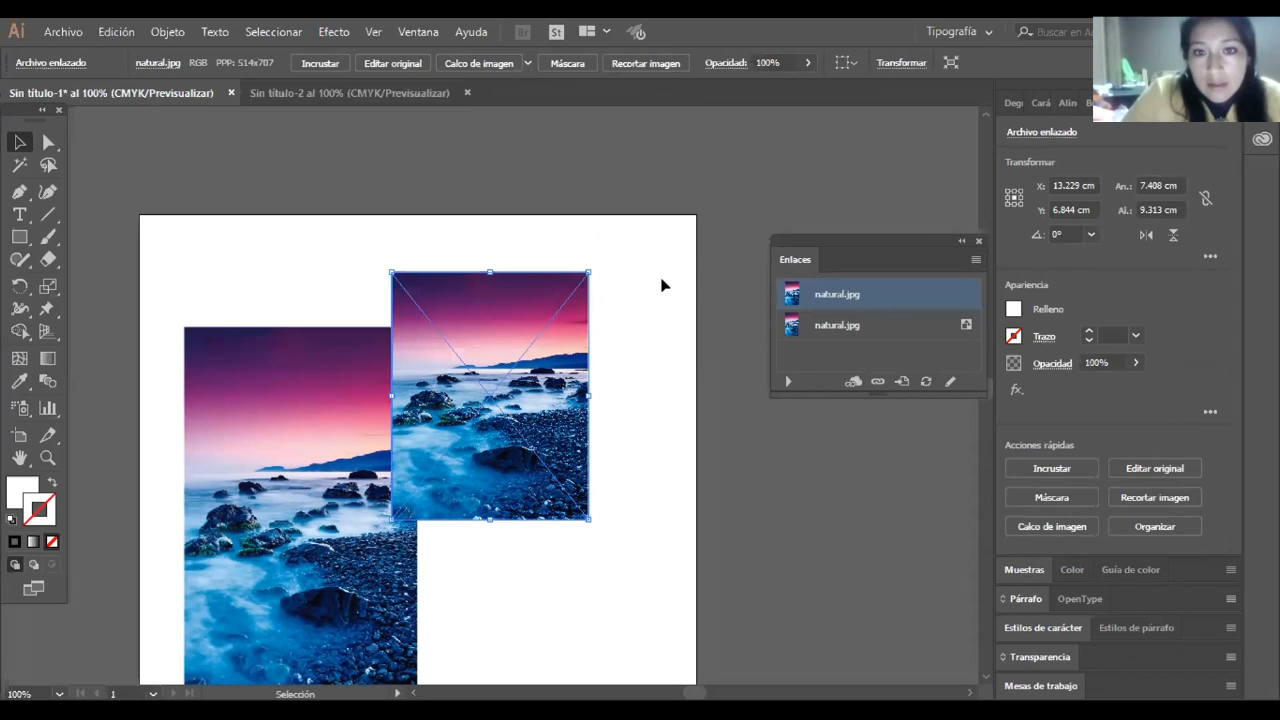 Ai Archivo Edición Objeto Texto Seleccionar Efecto Ver Ventana Ayuda Br St Tipografía Buscar en Ad
Archivo enlazado natural.jpg RGB PPP: 514x707 Incrustar Editar original Calco de imagen Máscara Recortar imagen Opacidad: 100% Transformar
Sin título-1* al 100% (CMYK/Previsualizar) Sin título-2 al 100% (CMYK/Previsualizar)
Degr Cará Alin
Archivo enlazado
Transformar
X: 13.229 cm An.: 7.408 cm
Y: 6.844 cm Al.: 9.313 cm
0°
Enlaces
natural.jpg
natural.jpg
Apariencia
Relleno
Trazo
Opacidad 100%
fx.
Acciones rápidas
Incrustar Editar original
Máscara Recortar imagen
Calco de imagen Organizar
Muestras Color Guía de color
Párrafo OpenType
Estilos de carácter Estilos de párrafo
Transparencia
Mesas de trabajo
100% 1 Selección